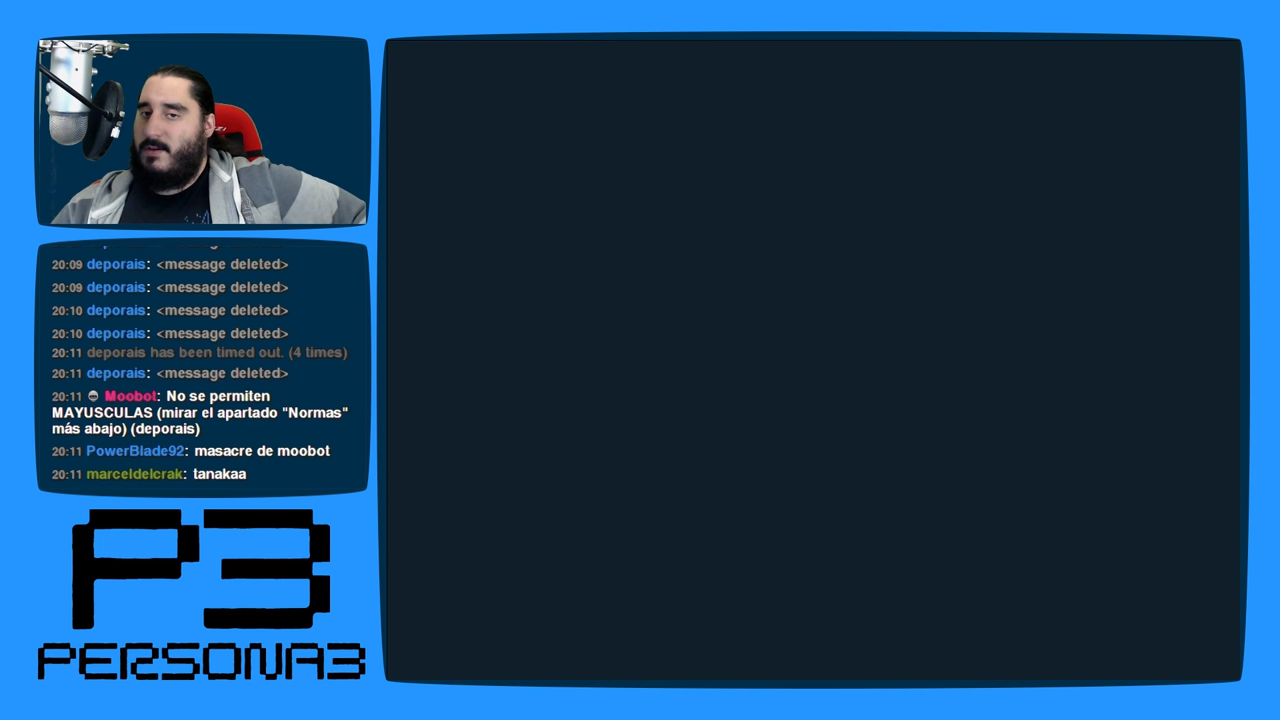 20:09 deporais: <message deleted>
20:09 deporais: <message deleted>
20:10 deporais: <message deleted>
20:10 deporais: <message deleted>
20:11 deporais has been timed out. (4 times)
20:11 deporais: <message deleted>
20:11 Moobot: No se permiten
MAYUSCULAS (mirar el apartado "Normas"
más abajo) (deporais)
20:11 PowerBlade92: masacre de moobot
20:11 marceldelcrak: tanakaa
P3
PERSONA3